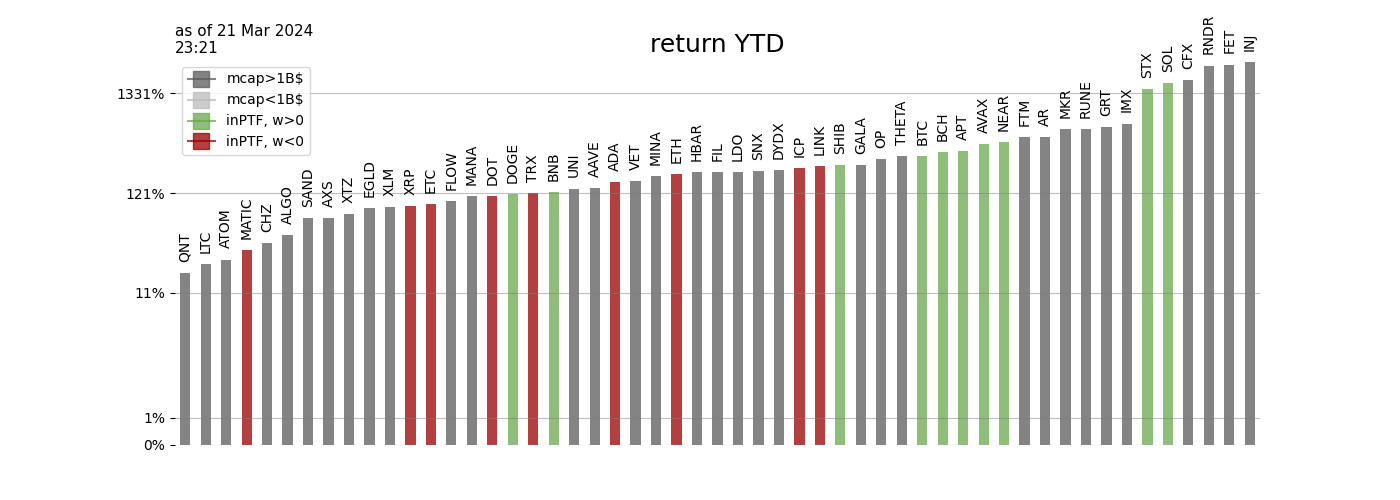 as of 21 Mar 2024
23:21
return YTD
mcap>1B$
mcap<1B$
inPTF, w>0
inPTF, w<0
1331%
121%
11%
1%
0%
QNT
LTC
ATOM
MATIC
CHZ
ALGO
SAND
AXS
XTZ
EGLD
XLM
XRP
ETC
FLOW
MANA
DOT
DOGE
TRX
BNB
UNI
AAVE
ADA
VET
MINA
ETH
HBAR
FIL
LDO
SNX
DYDX
ICP
LINK
SHIB
GALA
OP
THETA
BTC
BCH
APT
AVAX
NEAR
FTM
AR
MKR
RUNE
GRT
IMX
STX
SOL
CFX
RNDR
FET
INJ